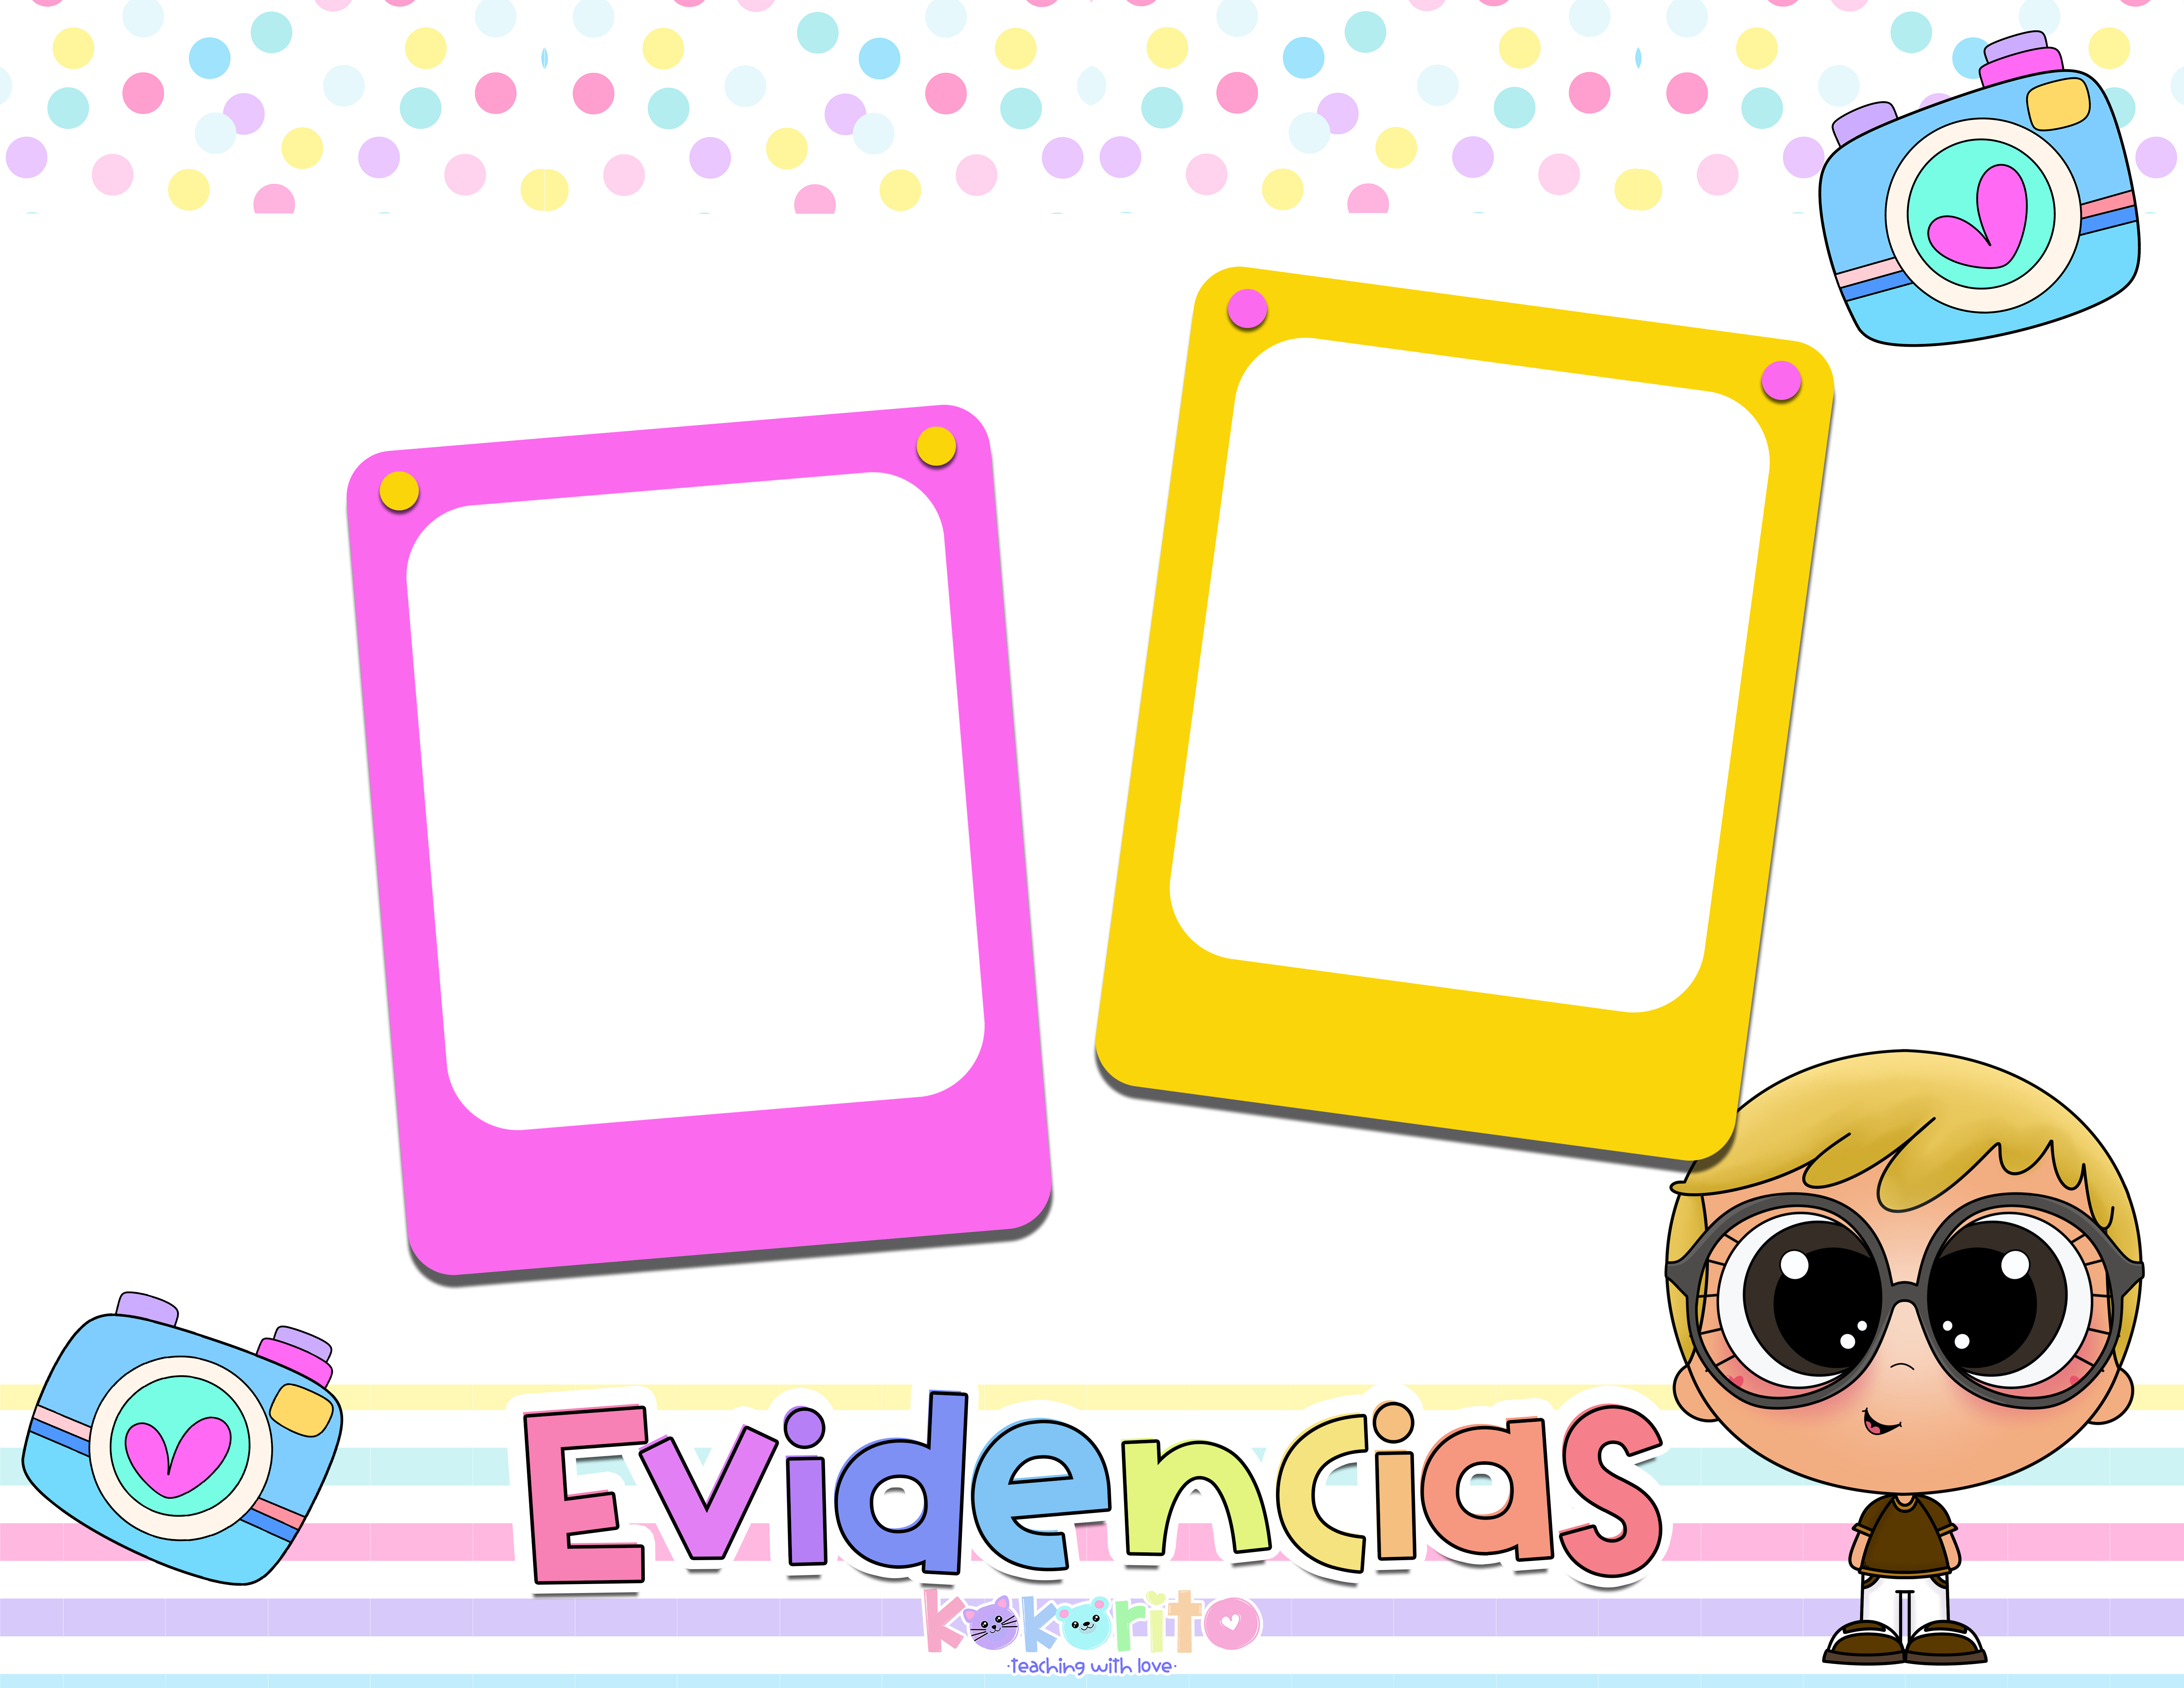 Evidencias
kokorito
·teaching with love·